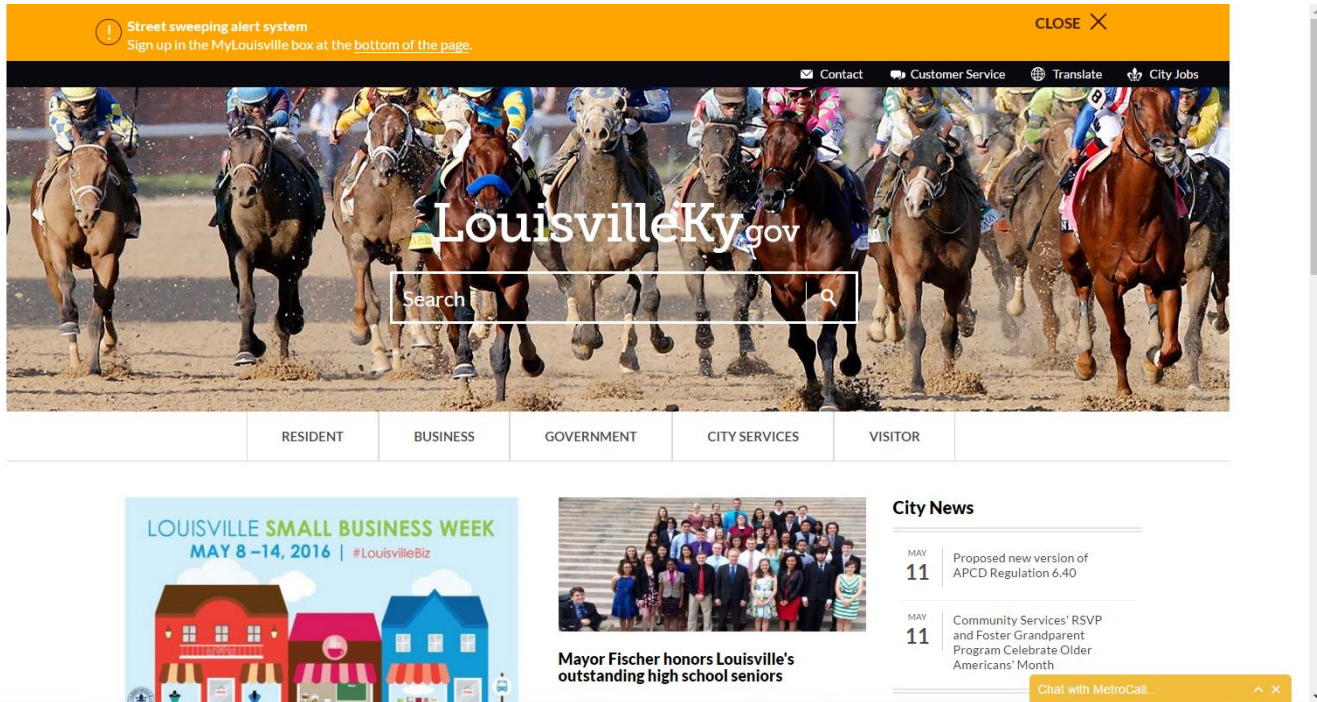 Street sweeping alert system
Sign up in the MyLouisville box at the bottom of the page.
CLOSE
Contact
Customer Service
Translate
City Jobs
LouisvilleKy.gov
Search
RESIDENT
BUSINESS
GOVERNMENT
CITY SERVICES
VISITOR
LOUISVILLE SMALL BUSINESS WEEK
MAY 8 –14, 2016 | #LouisvilleBiz
Mayor Fischer honors Louisville's
outstanding high school seniors
City News
MAY
11
Proposed new version of
APCD Regulation 6.40
MAY
11
Community Services' RSVP
and Foster Grandparent
Program Celebrate Older
Americans' Month
Chat with MetroCall...